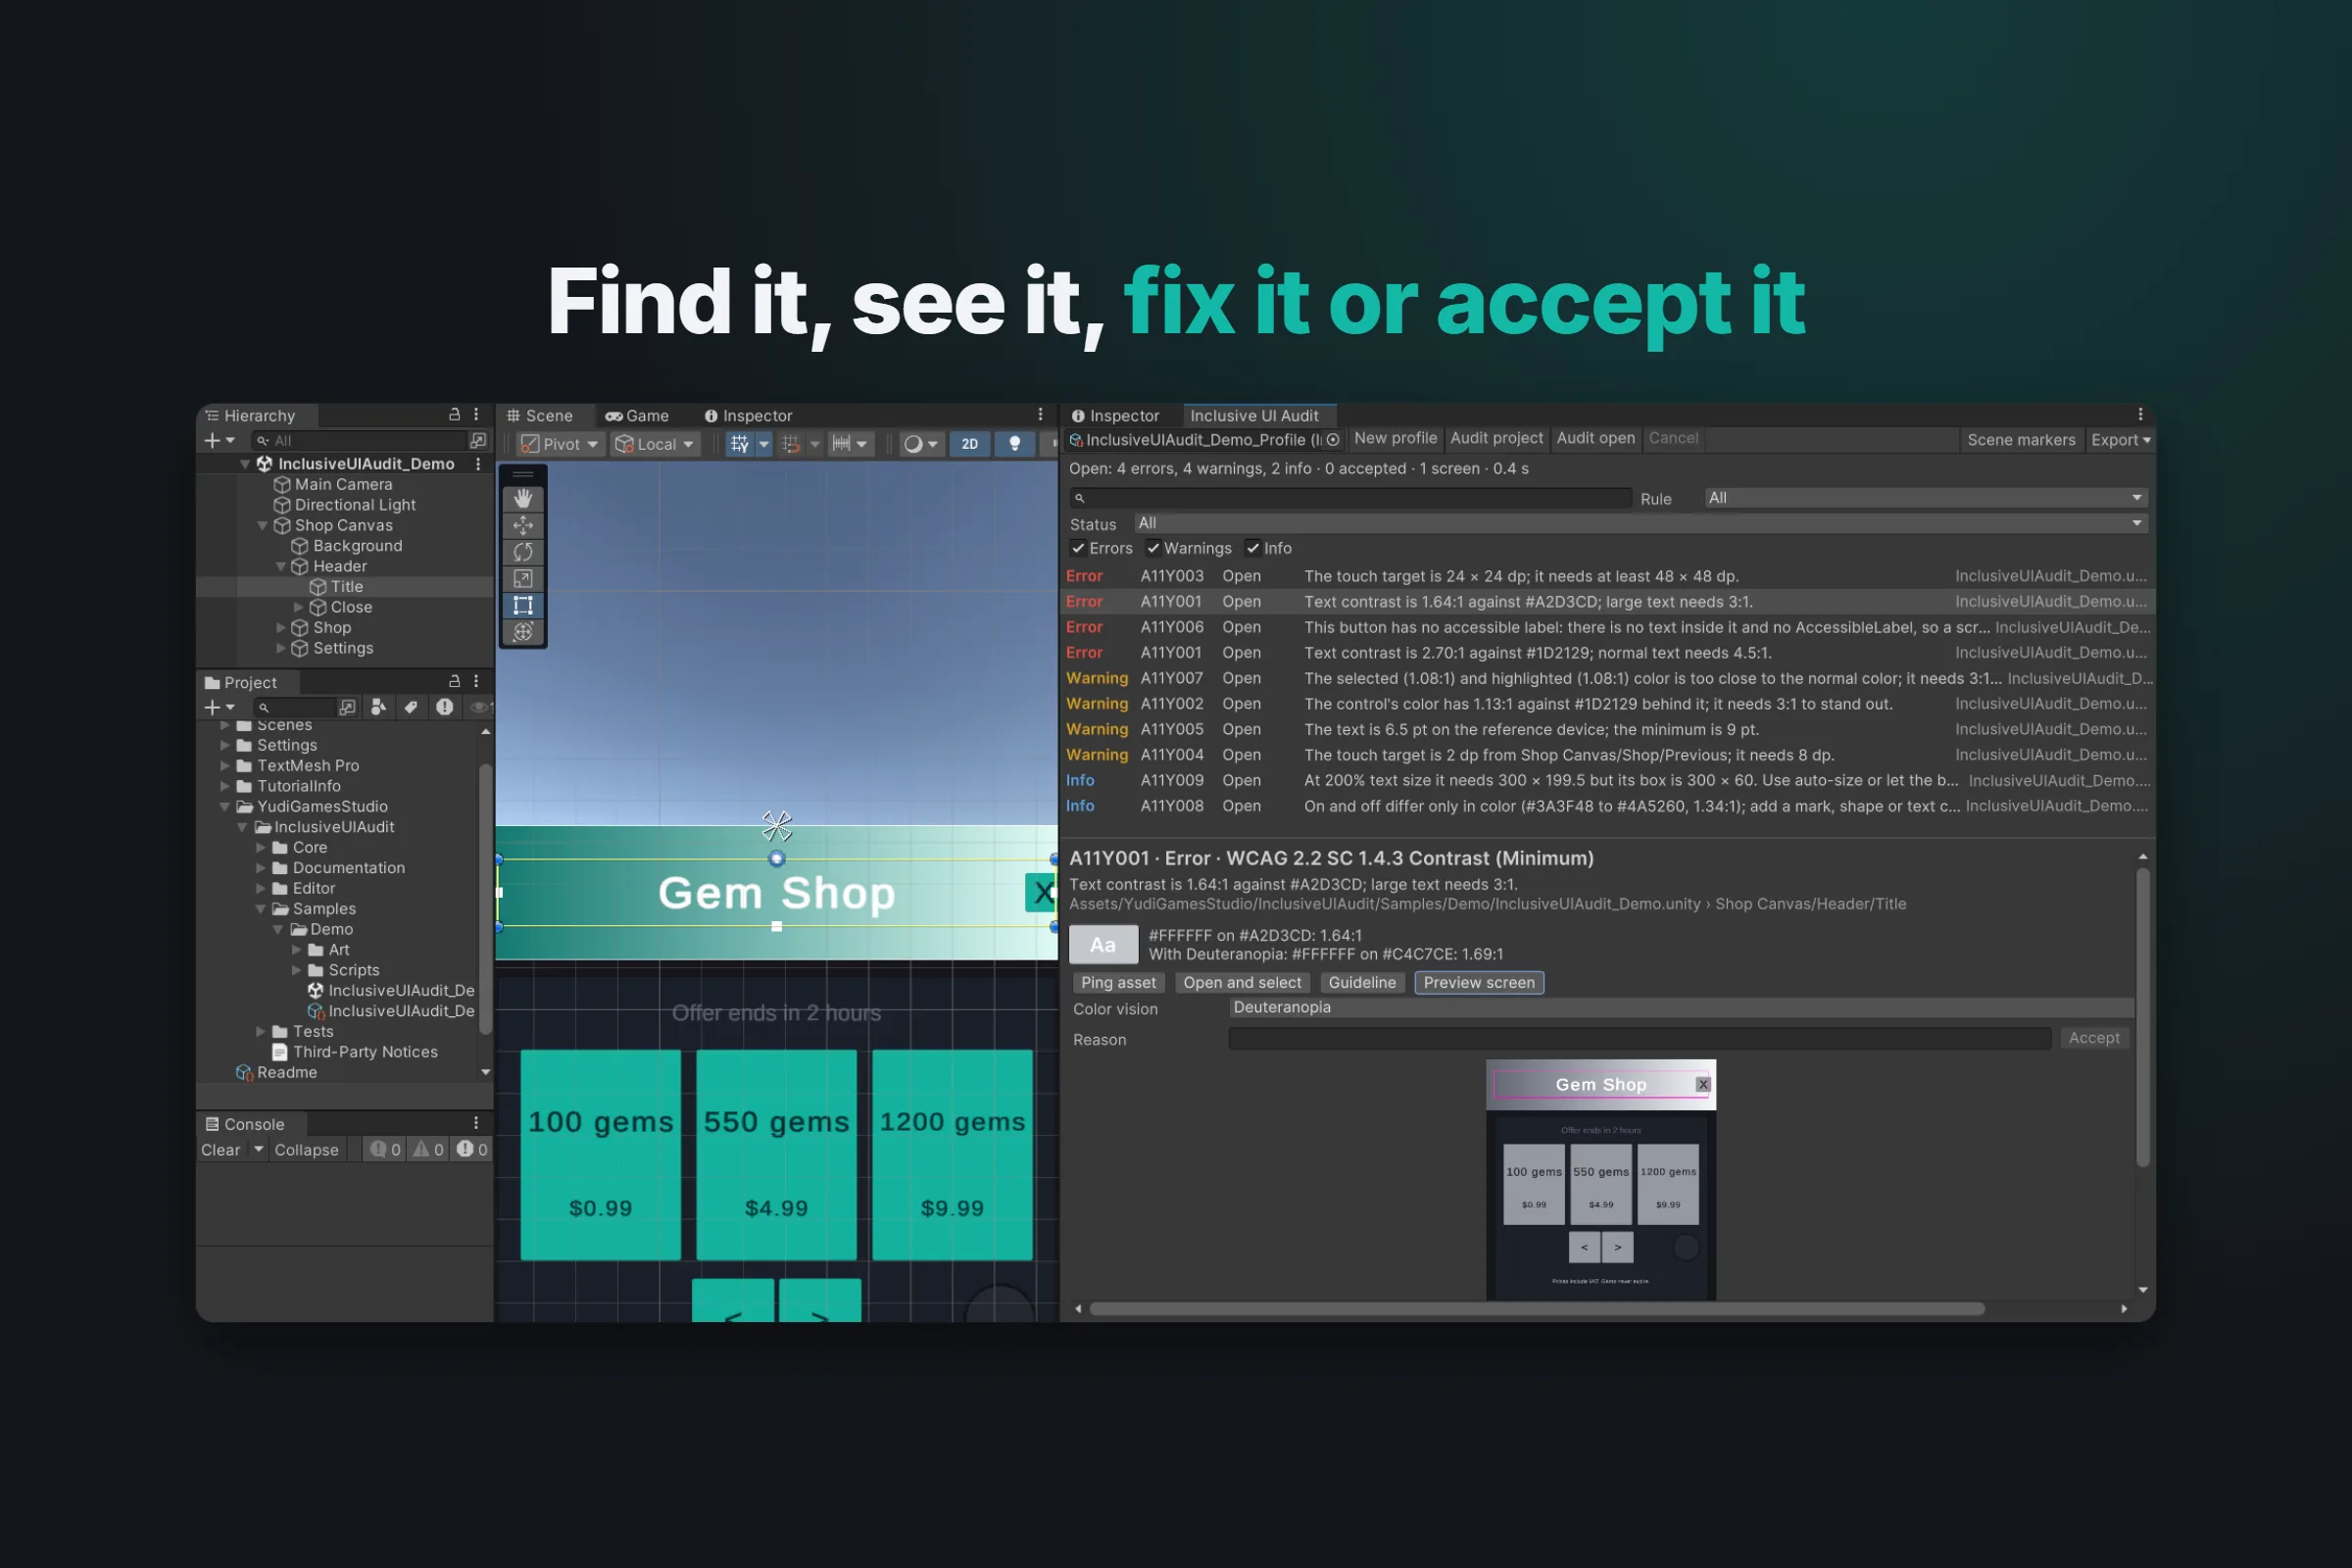 Find it, see it, fix it or accept it
Hierarchy
All
InclusiveUIAudit_Demo
Main Camera
Directional Light
Shop Canvas
Background
Header
Title
Close
Shop
Settings
Project
Scenes
Settings
TextMesh Pro
TutorialInfo
YudiGamesStudio
InclusiveUIAudit
Core
Documentation
Editor
Samples
Demo
Art
Scripts
InclusiveUIAudit_De
InclusiveUIAudit_De
Tests
Third-Party Notices
Readme
Console
Clear Collapse 0 0 0
Scene Game Inspector
Pivot Local 2D
Gem Shop X
Offer ends in 2 hours
100 gems 550 gems 1200 gems
$0.99 $4.99 $9.99
< >
Inspector Inclusive UI Audit
InclusiveUIAudit_Demo_Profile (I New profile Audit project Audit open Cancel Scene markers Export
Open: 4 errors, 4 warnings, 2 info · 0 accepted · 1 screen · 0.4 s
Rule All
Status All
Errors Warnings Info
Error A11Y003 Open The touch target is 24 × 24 dp; it needs at least 48 × 48 dp. InclusiveUIAudit_Demo.u...
Error A11Y001 Open Text contrast is 1.64:1 against #A2D3CD; large text needs 3:1. InclusiveUIAudit_Demo.u...
Error A11Y006 Open This button has no accessible label: there is no text inside it and no AccessibleLabel, so a scr... InclusiveUIAudit_De...
Error A11Y001 Open Text contrast is 2.70:1 against #1D2129; normal text needs 4.5:1. InclusiveUIAudit_Demo.u...
Warning A11Y007 Open The selected (1.08:1) and highlighted (1.08:1) color is too close to the normal color; it needs 3:1... InclusiveUIAudit_D...
Warning A11Y002 Open The control's color has 1.13:1 against #1D2129 behind it; it needs 3:1 to stand out. InclusiveUIAudit_Demo.u...
Warning A11Y005 Open The text is 6.5 pt on the reference device; the minimum is 9 pt. InclusiveUIAudit_Demo.u...
Warning A11Y004 Open The touch target is 2 dp from Shop Canvas/Shop/Previous; it needs 8 dp. InclusiveUIAudit_Demo.u...
Info A11Y009 Open At 200% text size it needs 300 × 199.5 but its box is 300 × 60. Use auto-size or let the b... InclusiveUIAudit_Demo....
Info A11Y008 Open On and off differ only in color (#3A3F48 to #4A5260, 1.34:1); add a mark, shape or text c... InclusiveUIAudit_Demo....
A11Y001 · Error · WCAG 2.2 SC 1.4.3 Contrast (Minimum)
Text contrast is 1.64:1 against #A2D3CD; large text needs 3:1.
Assets/YudiGamesStudio/InclusiveUIAudit/Samples/Demo/InclusiveUIAudit_Demo.unity › Shop Canvas/Header/Title
Aa
#FFFFFF on #A2D3CD: 1.64:1
With Deuteranopia: #FFFFFF on #C4C7CE: 1.69:1
Ping asset Open and select Guideline Preview screen
Color vision Deuteranopia
Reason Accept
Gem Shop X
Offer ends in 2 hours
100 gems 550 gems 1200 gems
$0.99 $4.99 $9.99
< >
Prices include VAT.